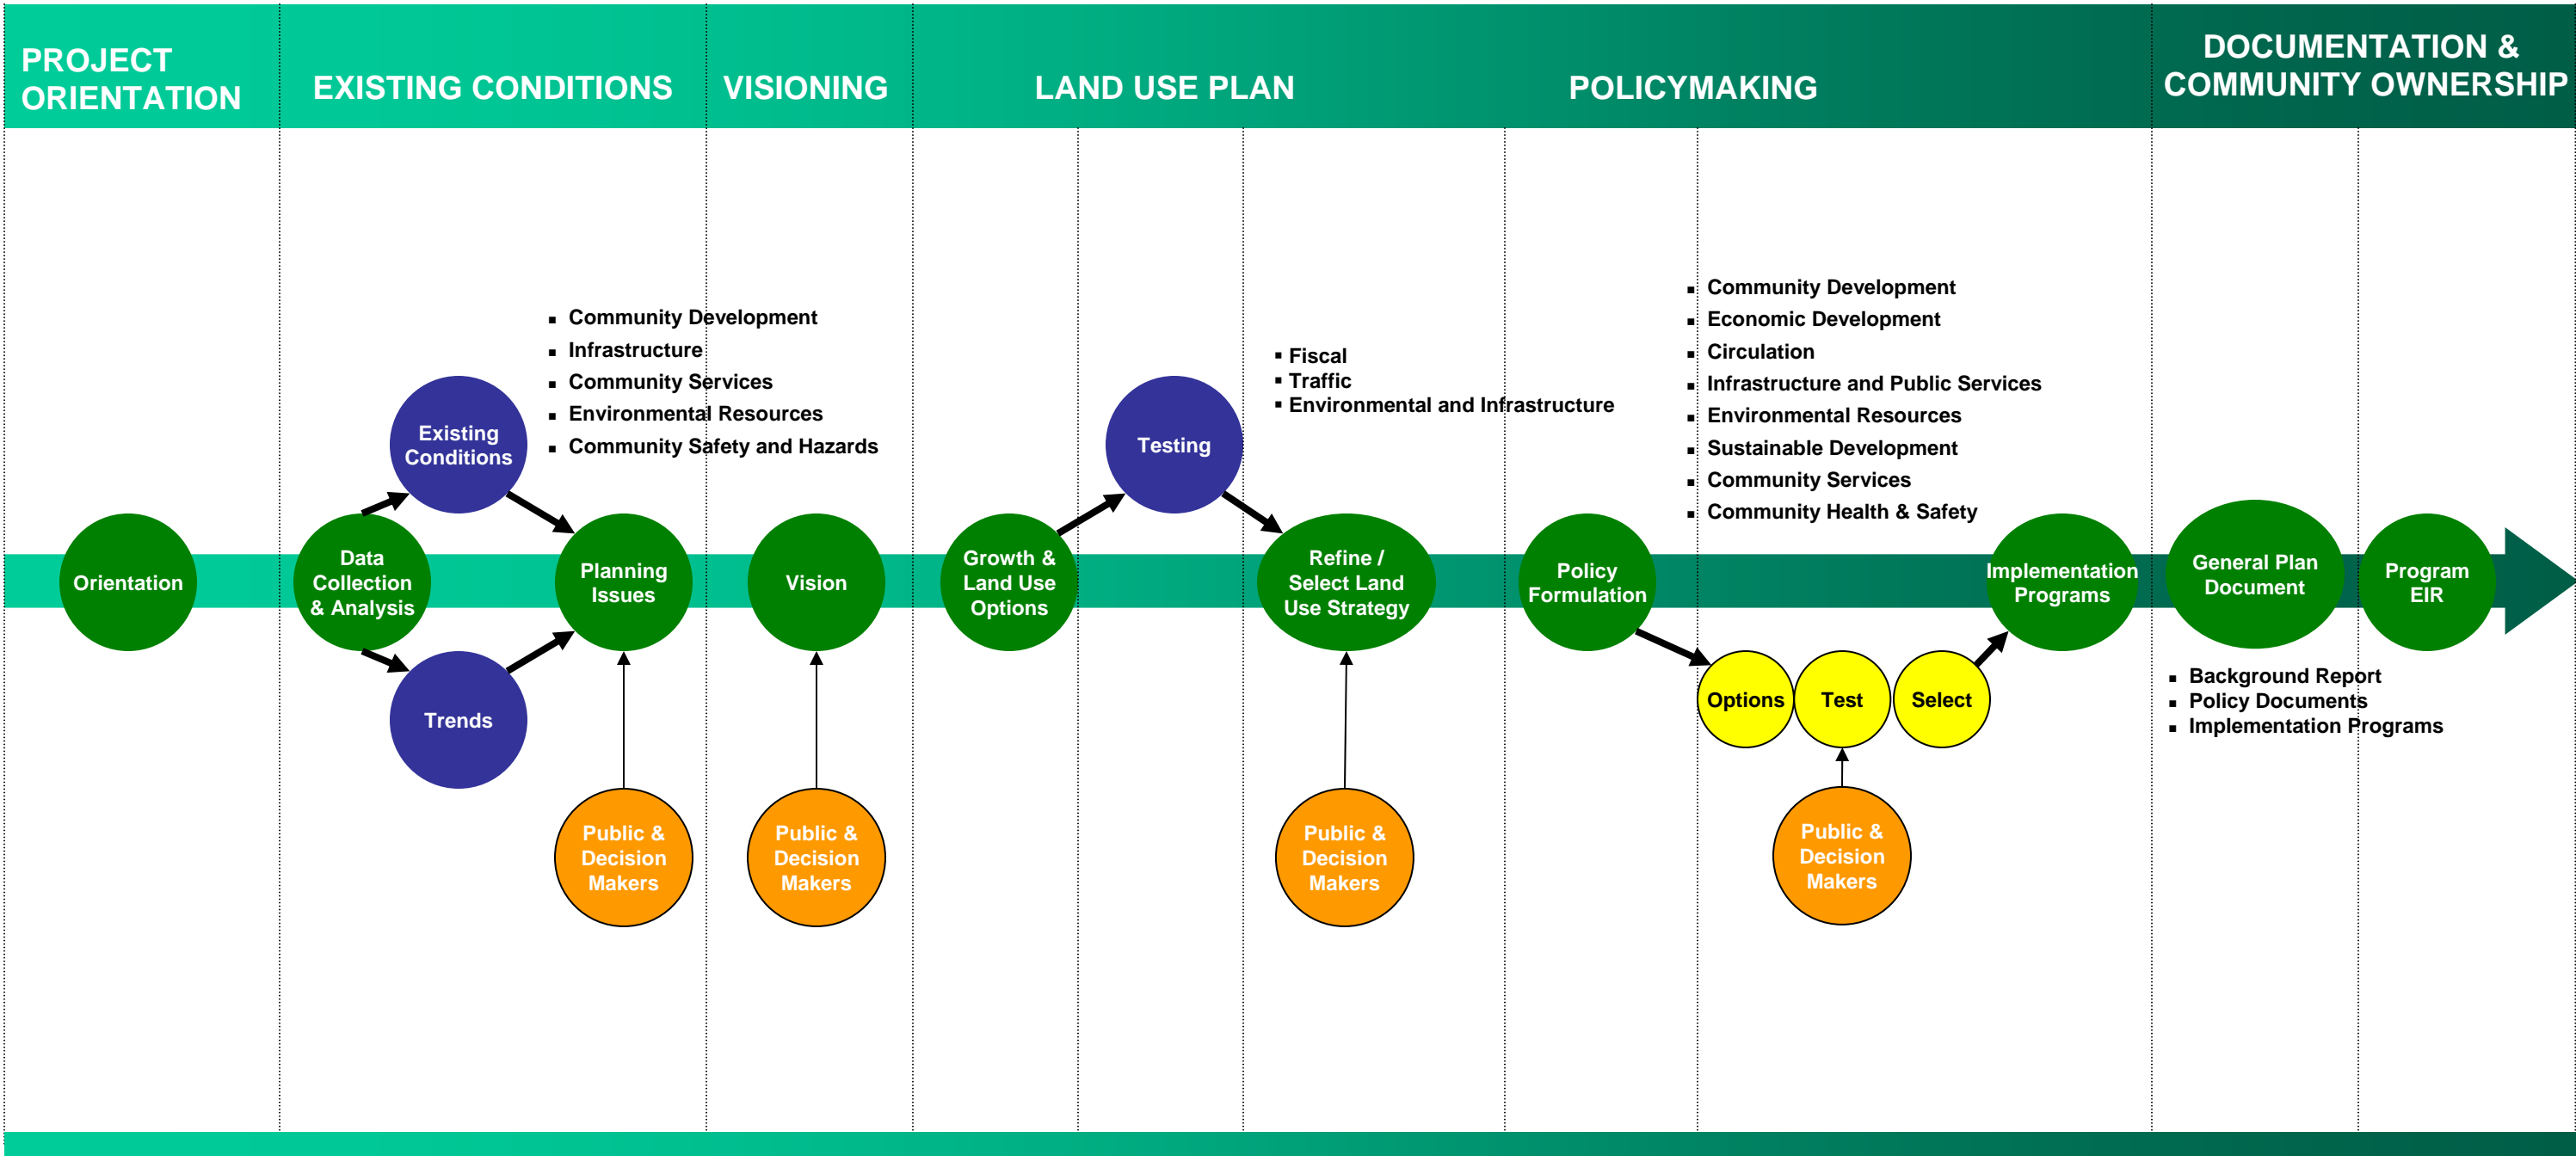 PROJECT
ORIENTATION
EXISTING CONDITIONS
VISIONING
LAND USE PLAN
POLICYMAKING
DOCUMENTATION &
COMMUNITY OWNERSHIP
Orientation
Data
Collection
& Analysis
Existing
Conditions
Trends
▪ Community Development
▪ Infrastructure
▪ Community Services
▪ Environmental Resources
▪ Community Safety and Hazards
Planning
Issues
Public &
Decision
Makers
Vision
Public &
Decision
Makers
Growth &
Land Use
Options
Testing
▪ Fiscal
▪ Traffic
▪ Environmental and Infrastructure
Refine /
Select Land
Use Strategy
Public &
Decision
Makers
Policy
Formulation
▪ Community Development
▪ Economic Development
▪ Circulation
▪ Infrastructure and Public Services
▪ Environmental Resources
▪ Sustainable Development
▪ Community Services
▪ Community Health & Safety
Options
Test
Select
Public &
Decision
Makers
Implementation
Programs
General Plan
Document
▪ Background Report
▪ Policy Documents
▪ Implementation Programs
Program
EIR